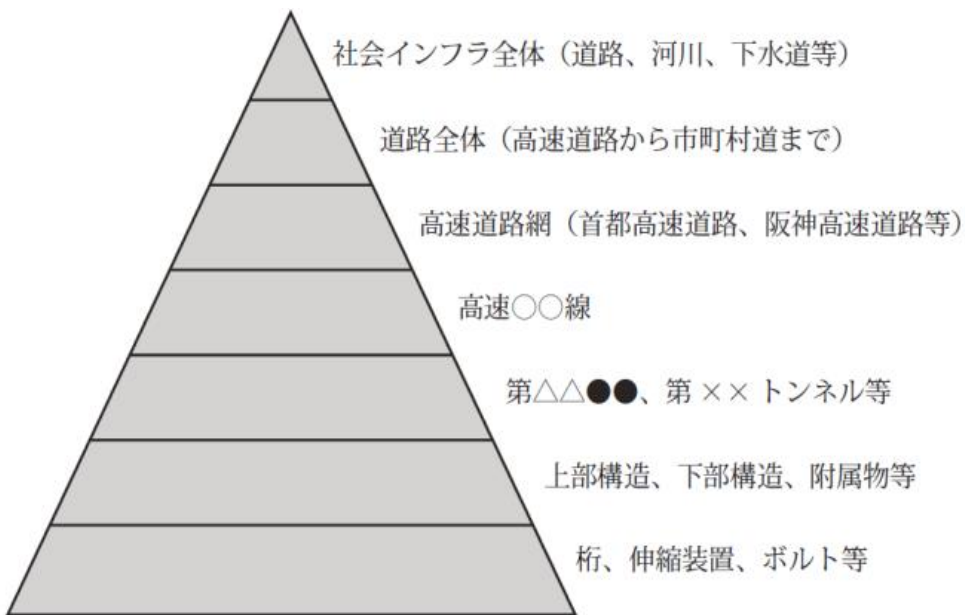 社会インフラ全体（道路、河川、下水道等）
道路全体（高速道路から市町村道まで）
高速道路網（首都高速道路、阪神高速道路等）
高速○○線
第△△●●、第 ×× トンネル等
上部構造、下部構造、附属物等
桁、伸縮装置、ボルト等